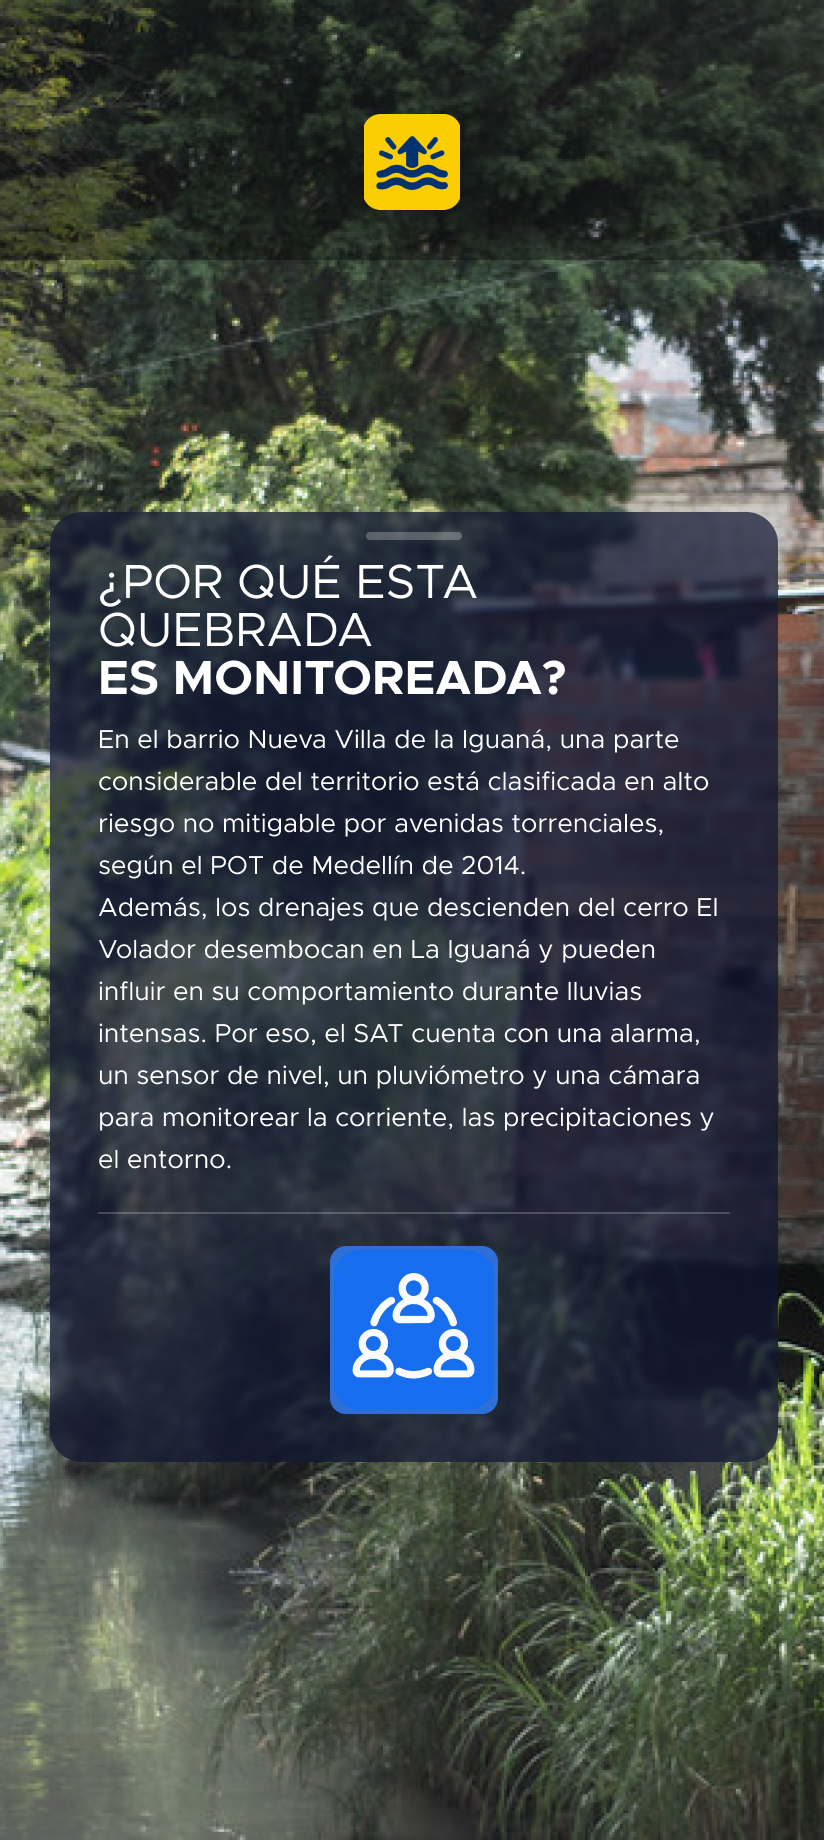 ¿POR QUÉ ESTA
QUEBRADA
ES MONITOREADA?
En el barrio Nueva Villa de la Iguaná, una parte
considerable del territorio está clasificada en alto
riesgo no mitigable por avenidas torrenciales,
según el POT de Medellín de 2014.
Además, los drenajes que descienden del cerro El
Volador desembocan en La Iguaná y pueden
influir en su comportamiento durante lluvias
intensas. Por eso, el SAT cuenta con una alarma,
un sensor de nivel, un pluviómetro y una cámara
para monitorear la corriente, las precipitaciones y
el entorno.